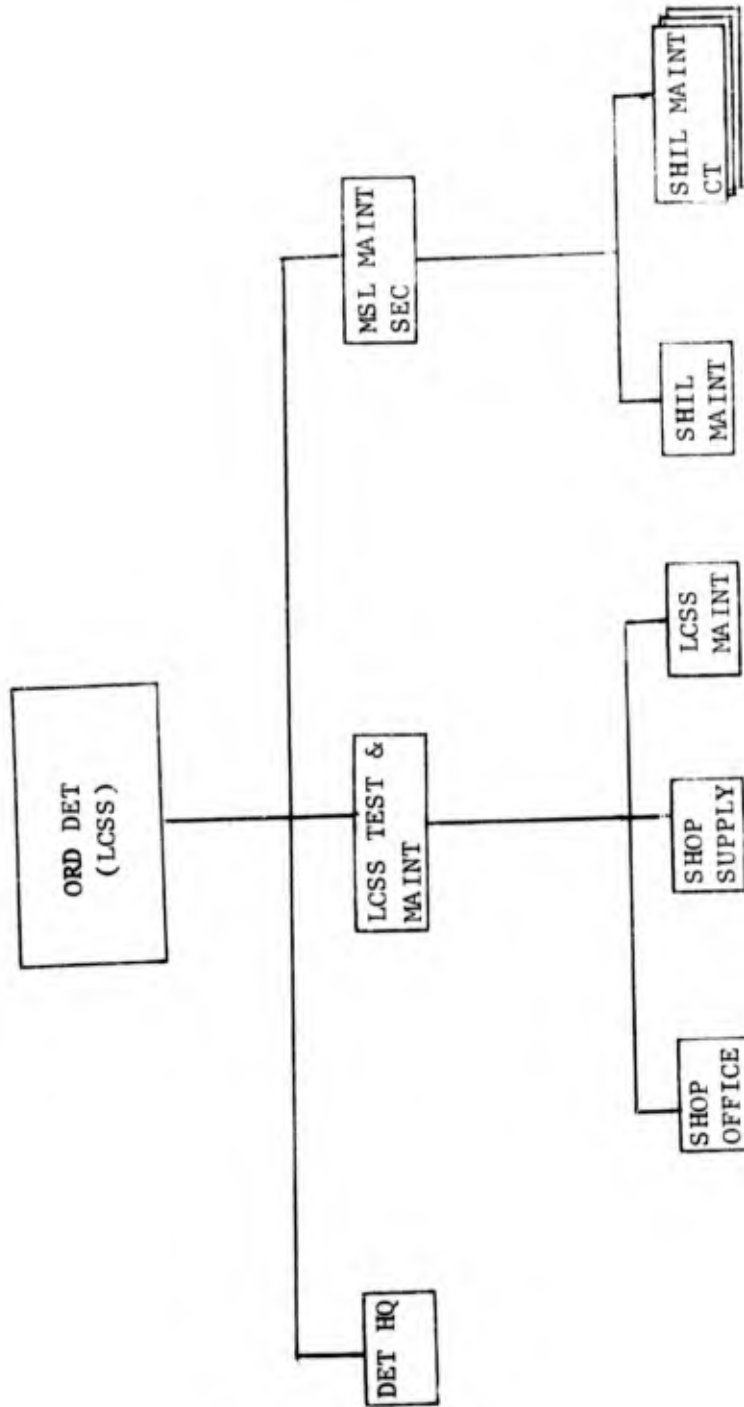 ORD DET
(LCSS)
DET HQ
LCSS TEST &
MAINT
MSL MAINT
SEC
SHOP
OFFICE
SHOP
SUPPLY
LCSS
MAINT
SHIL
MAINT
SHIL MAINT
CT